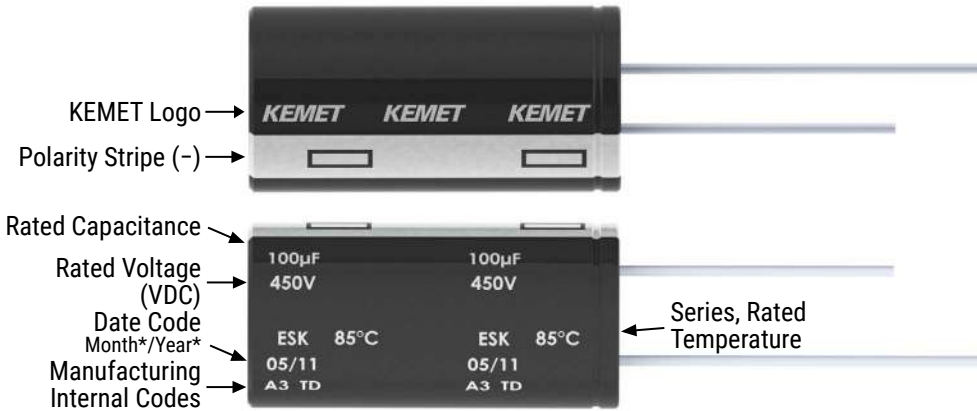 KEMET Logo
KEMET KEMET KEMET
Polarity Stripe (−)
Rated Capacitance
100µF 100µF
Rated Voltage
(VDC)
450V 450V
Date Code
Month*/Year*
ESK 85°C ESK 85°C
05/11 05/11
Manufacturing
Internal Codes
A3 TD A3 TD
Series, Rated
Temperature